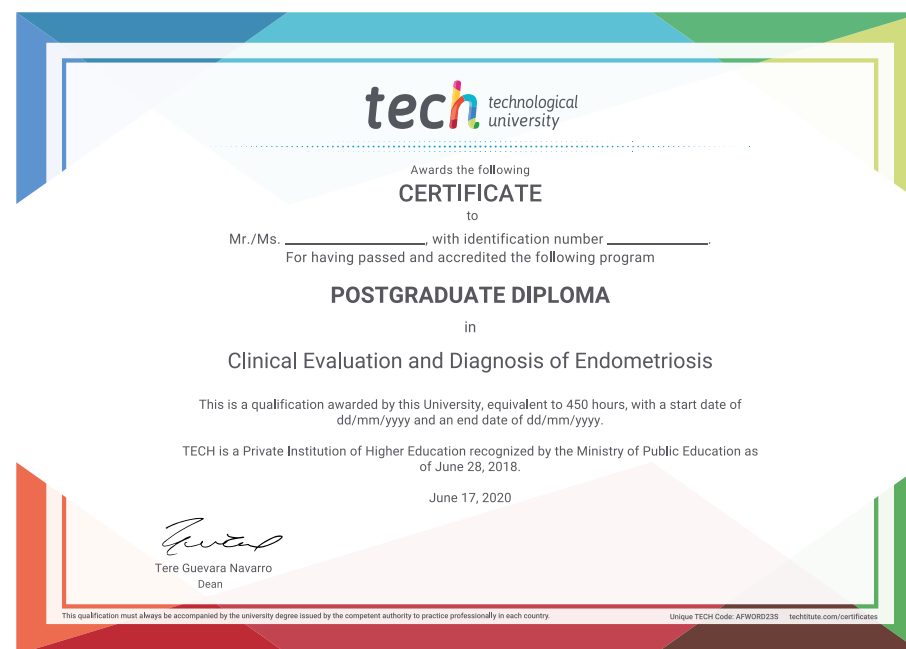 tech technological
university
Awards the following
CERTIFICATE
to
Mr./Ms. ____________________, with identification number ______________.
For having passed and accredited the following program
POSTGRADUATE DIPLOMA
in
Clinical Evaluation and Diagnosis of Endometriosis
This is a qualification awarded by this University, equivalent to 450 hours, with a start date of
dd/mm/yyyy and an end date of dd/mm/yyyy.
TECH is a Private Institution of Higher Education recognized by the Ministry of Public Education as
of June 28, 2018.
June 17, 2020
Tere Guevara Navarro
Dean
This qualification must always be accompanied by the university degree issued by the competent authority to practice professionally in each country.
Unique TECH Code: AFWORD23S techtitute.com/certificates